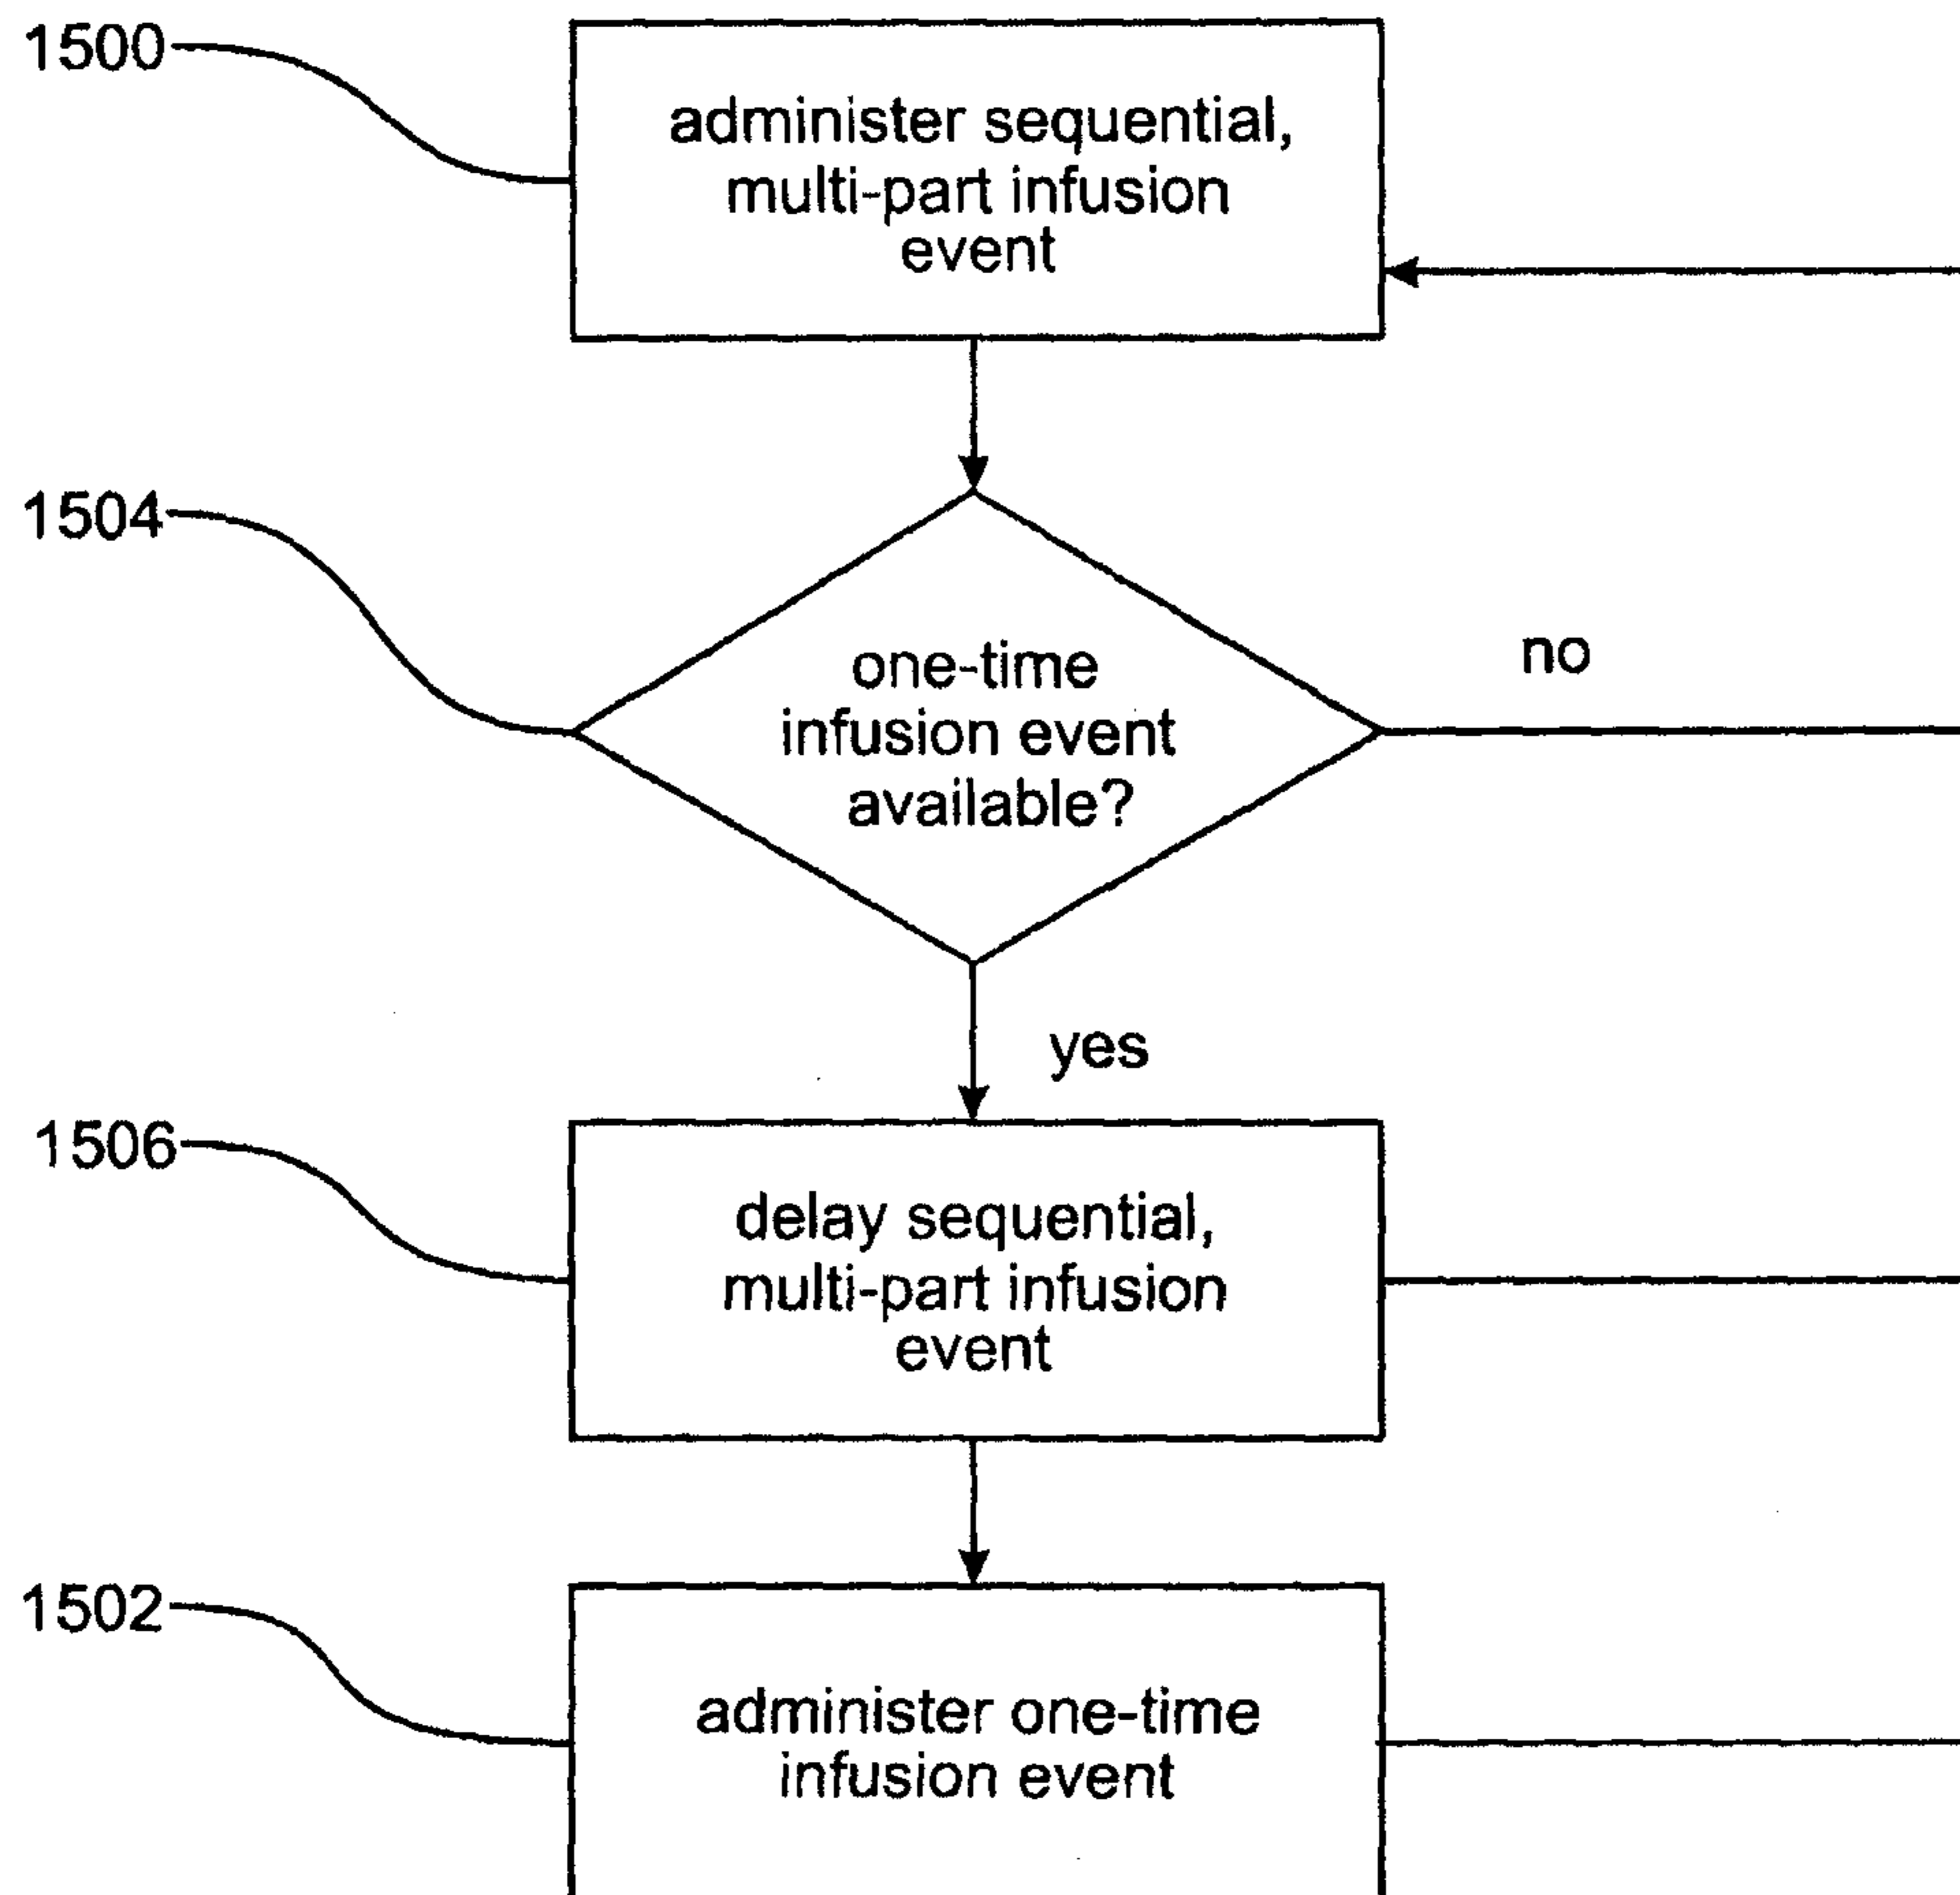 1500
administer sequential,
multi-part infusion
event
1504
one-time
infusion event
available?
no
yes
1506
delay sequential,
multi-part infusion
event
1502
administer one-time
infusion event